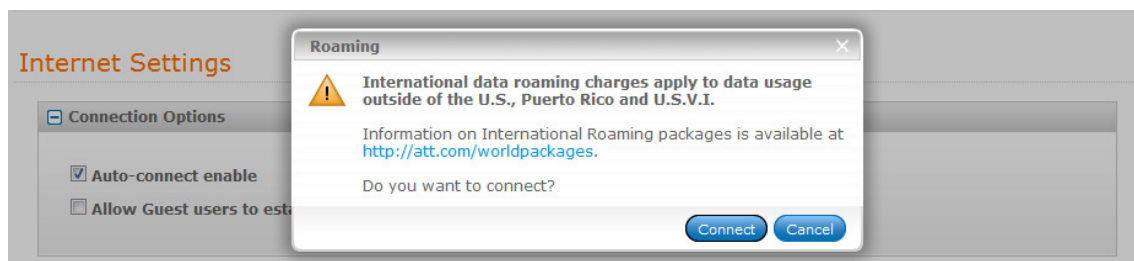 Internet Settings
Connection Options
Auto-connect enable
Allow Guest users to esta
Roaming
International data roaming charges apply to data usage
outside of the U.S., Puerto Rico and U.S.V.I.
Information on International Roaming packages is available at
http://att.com/worldpackages.
Do you want to connect?
Connect Cancel